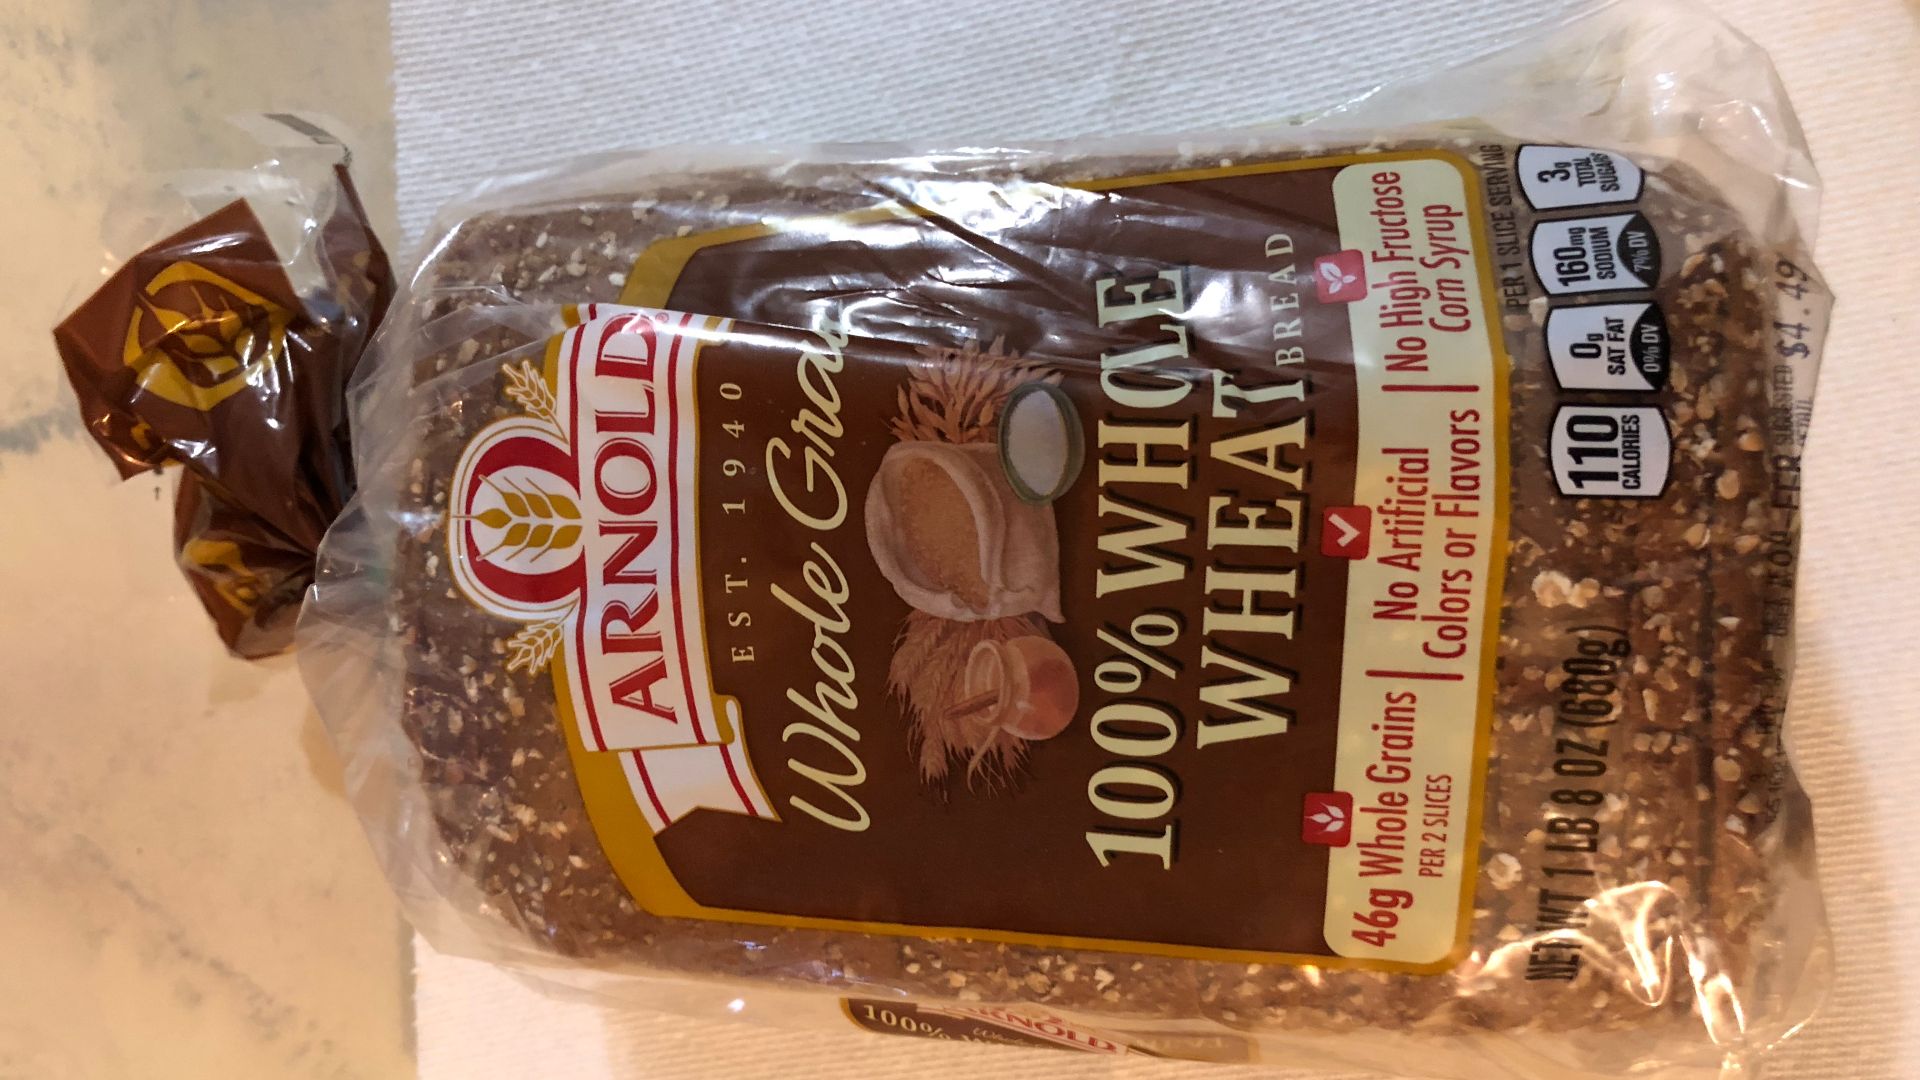 ARNOLD
EST. 1940
Whole Grain
100% WHOLE
WHEAT
BREAD
46g Whole Grains
PER 2 SLICES
No Artificial
Colors or Flavors
No High Fructose
Corn Syrup
PER 1 SLICE SERVING
110
CALORIES
0g
SAT FAT
0% DV
160mg
SODIUM
7% DV
3g
TOTAL
SUGARS
NET WT 1 LB 8 OZ (680g)
SUGGESTED $4.49
100%
ARNOLD